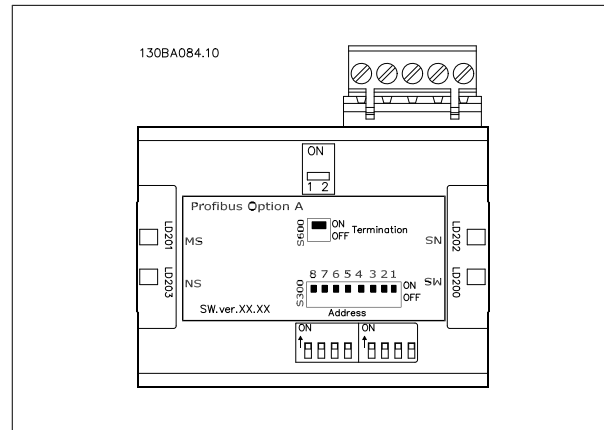 130BA084.10
ON
1 2
Profibus Option A
LD201
MS
S600
ON
OFF
Termination
SN
LD202
LD203
NS
S300
8 7 6 5 4 3 2 1
ON
OFF
SW
LD200
SW.ver.XX.XX
Address
ON
ON